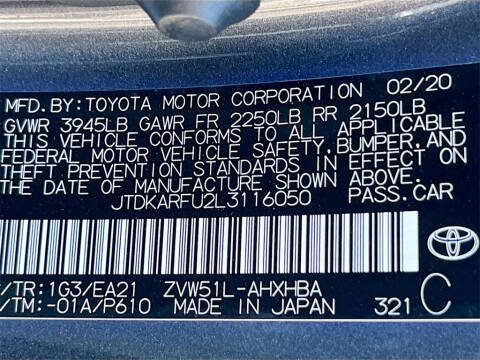 MFD.BY:TOYOTA MOTOR CORPORATION 02/20
GVWR 3945LB GAWR FR 2250LB RR 2150LB
THIS VEHICLE CONFORMS TO ALL APPLICABLE
FEDERAL MOTOR VEHICLE SAFETY,BUMPER,AND
THEFT PREVENTION STANDARDS IN EFFECT ON
THE DATE OF MANUFACTURE SHOWN ABOVE.
JTDKARFU2L3116050 PASS.CAR
/TR:1G3/EA21 ZVW51L-AHXHBA
/TM:-01A/P610 MADE IN JAPAN 321 C